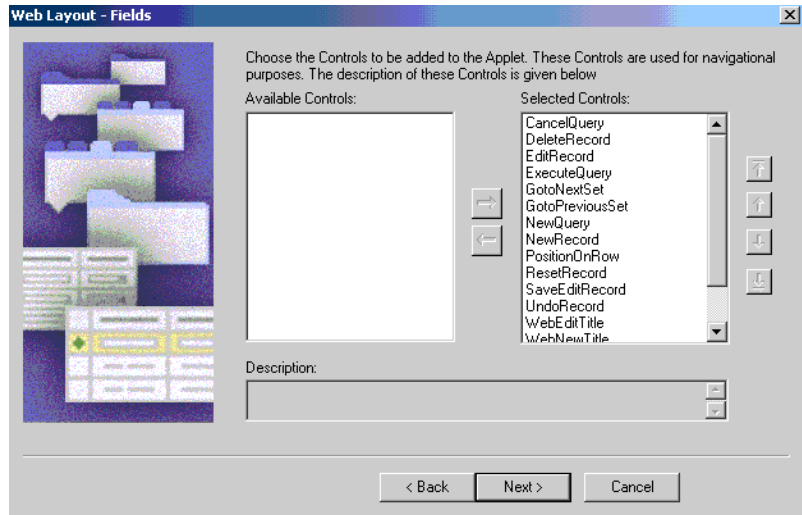 Web Layout - Fields
Choose the Controls to be added to the Applet. These Controls are used for navigational
purposes. The description of these Controls is given below
Available Controls:
Selected Controls:
CancelQuery
DeleteRecord
EditRecord
ExecuteQuery
GotoNextSet
GotoPreviousSet
NewQuery
NewRecord
PositionOnRow
ResetRecord
SaveEditRecord
UndoRecord
WebEditTitle
WebNewTitle
Description:
< Back
Next >
Cancel